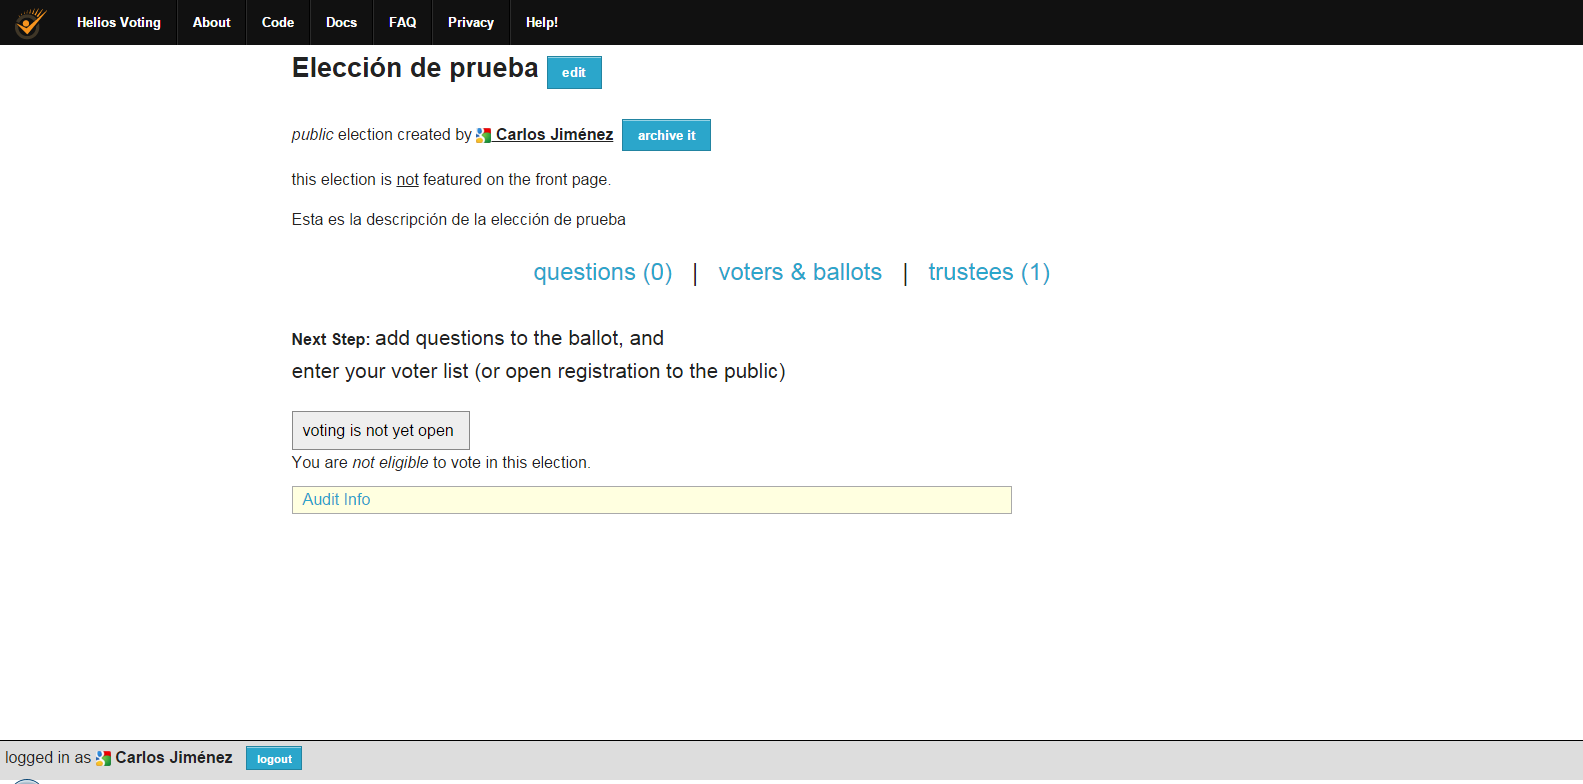 Helios Voting About Code Docs FAQ Privacy Help!
Elección de prueba edit
public election created by Carlos Jiménez archive it
this election is not featured on the front page.
Esta es la descripción de la elección de prueba
questions (0) | voters & ballots | trustees (1)
Next Step: add questions to the ballot, and
enter your voter list (or open registration to the public)
voting is not yet open
You are not eligible to vote in this election.
Audit Info
logged in as Carlos Jiménez logout